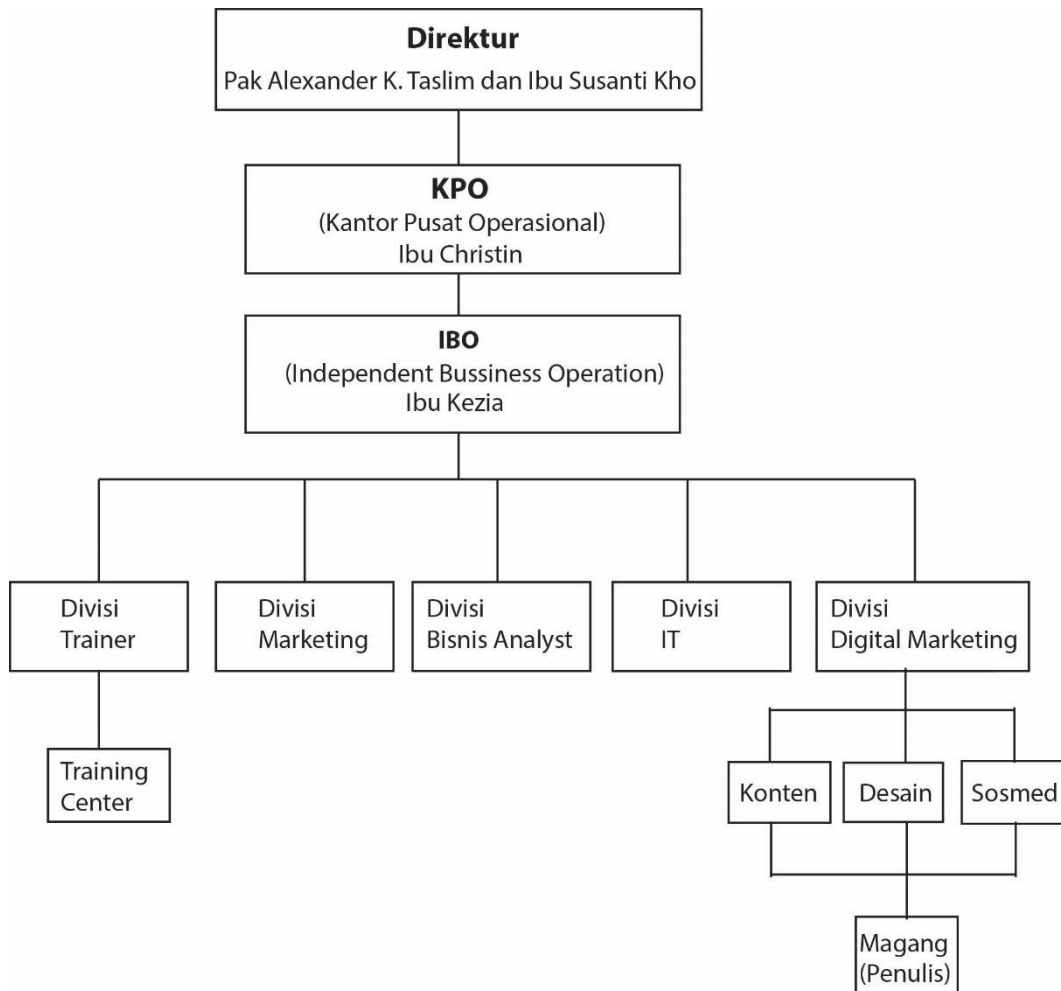 Direktur
Pak Alexander K. Taslim dan Ibu Susanti Kho
KPO
(Kantor Pusat Operasional)
Ibu Christin
IBO
(Independent Bussiness Operation)
Ibu Kezia
Divisi
Trainer
Divisi
Marketing
Divisi
Bisnis Analyst
Divisi
IT
Divisi
Digital Marketing
Training
Center
Konten
Desain
Sosmed
Magang
(Penulis)